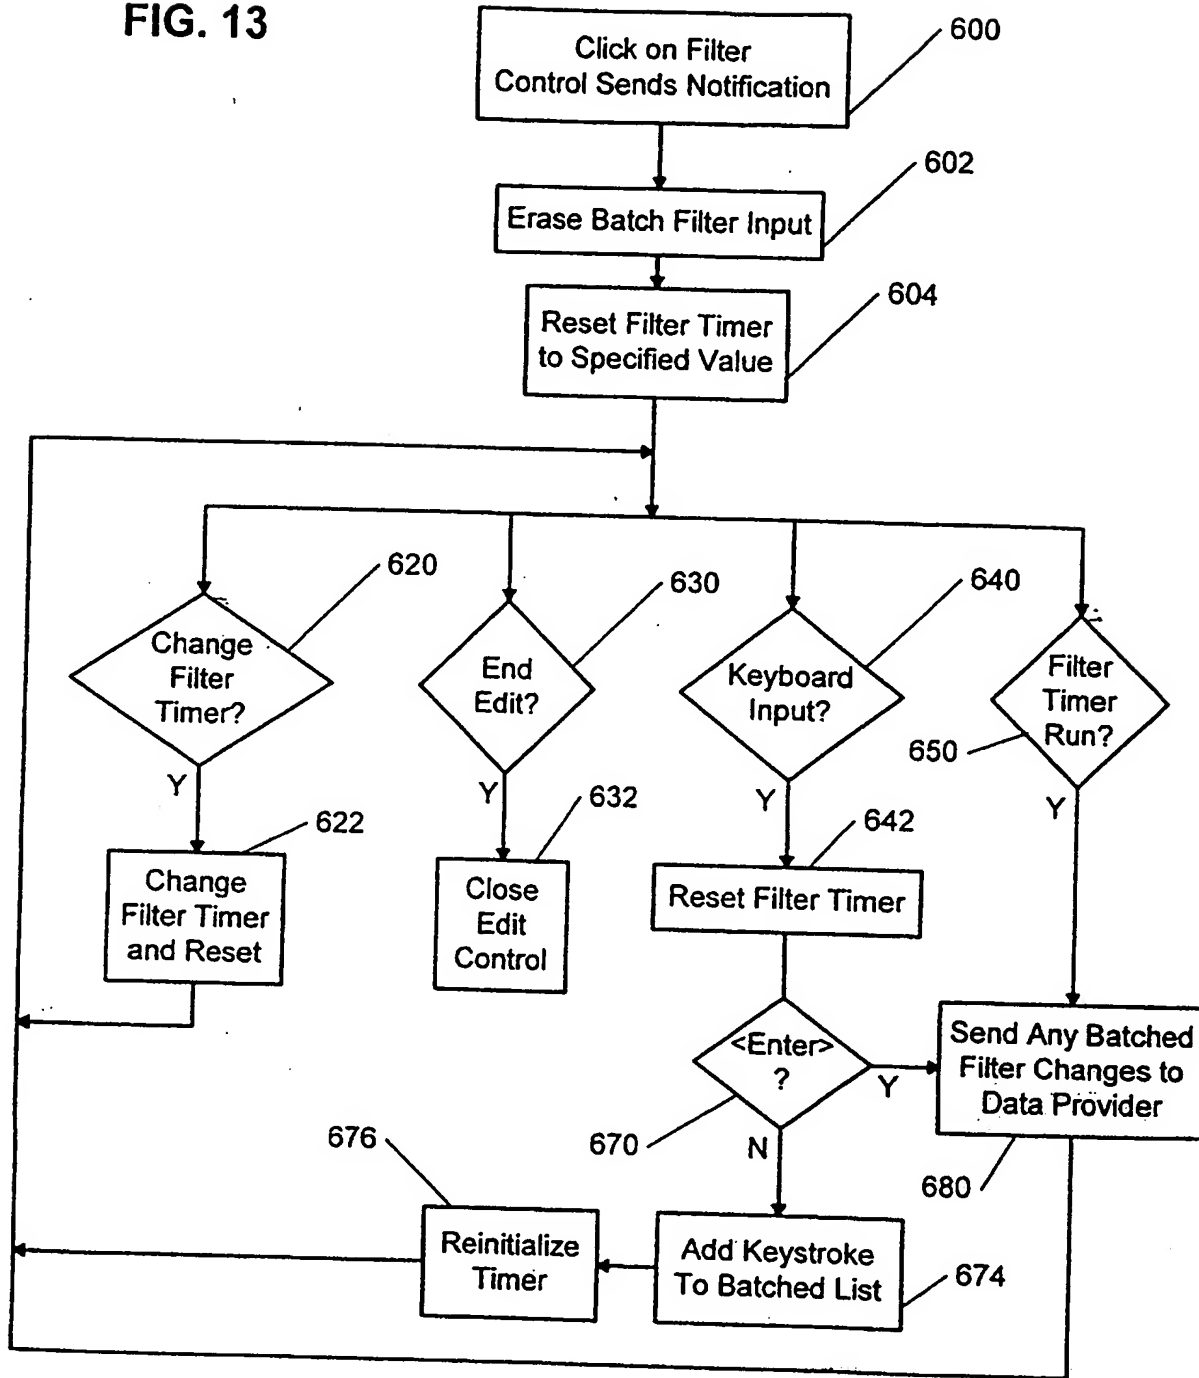 FIG. 13
Click on Filter
Control Sends Notification
600
602
Erase Batch Filter Input
604
Reset Filter Timer
to Specified Value
620
630
640
Change
Filter
Timer?
End
Edit?
Keyboard
Input?
Filter
Timer
Run?
650
Y
Y
Y
Y
622
632
642
Change
Filter Timer
and Reset
Close
Edit
Control
Reset Filter Timer
<Enter>
?
Y
Send Any Batched
Filter Changes to
Data Provider
676
670
N
680
Reinitialize
Timer
Add Keystroke
To Batched List
674